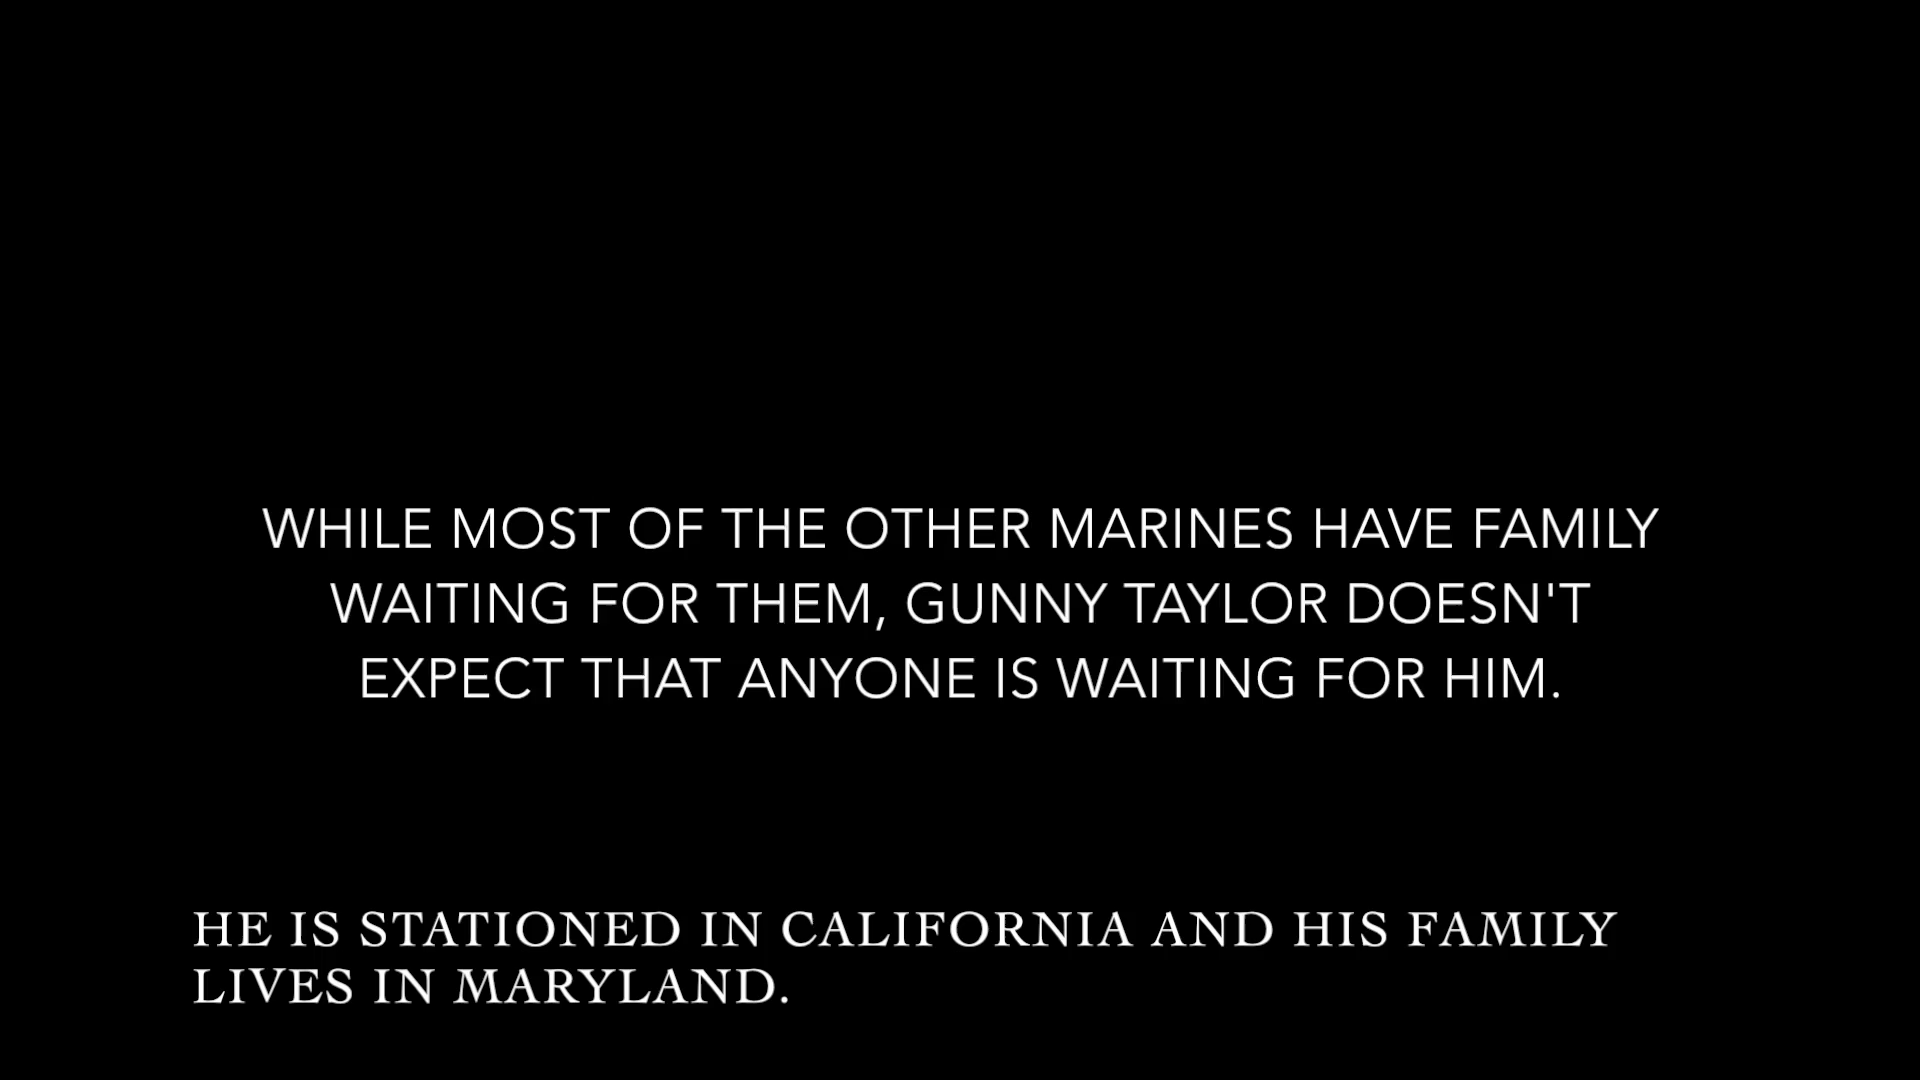 WHILE MOST OF THE OTHER MARINES HAVE FAMILY
WAITING FOR THEM, GUNNY TAYLOR DOESN'T
EXPECT THAT ANYONE IS WAITING FOR HIM.
HE IS STATIONED IN CALIFORNIA AND HIS FAMILY
LIVES IN MARYLAND.